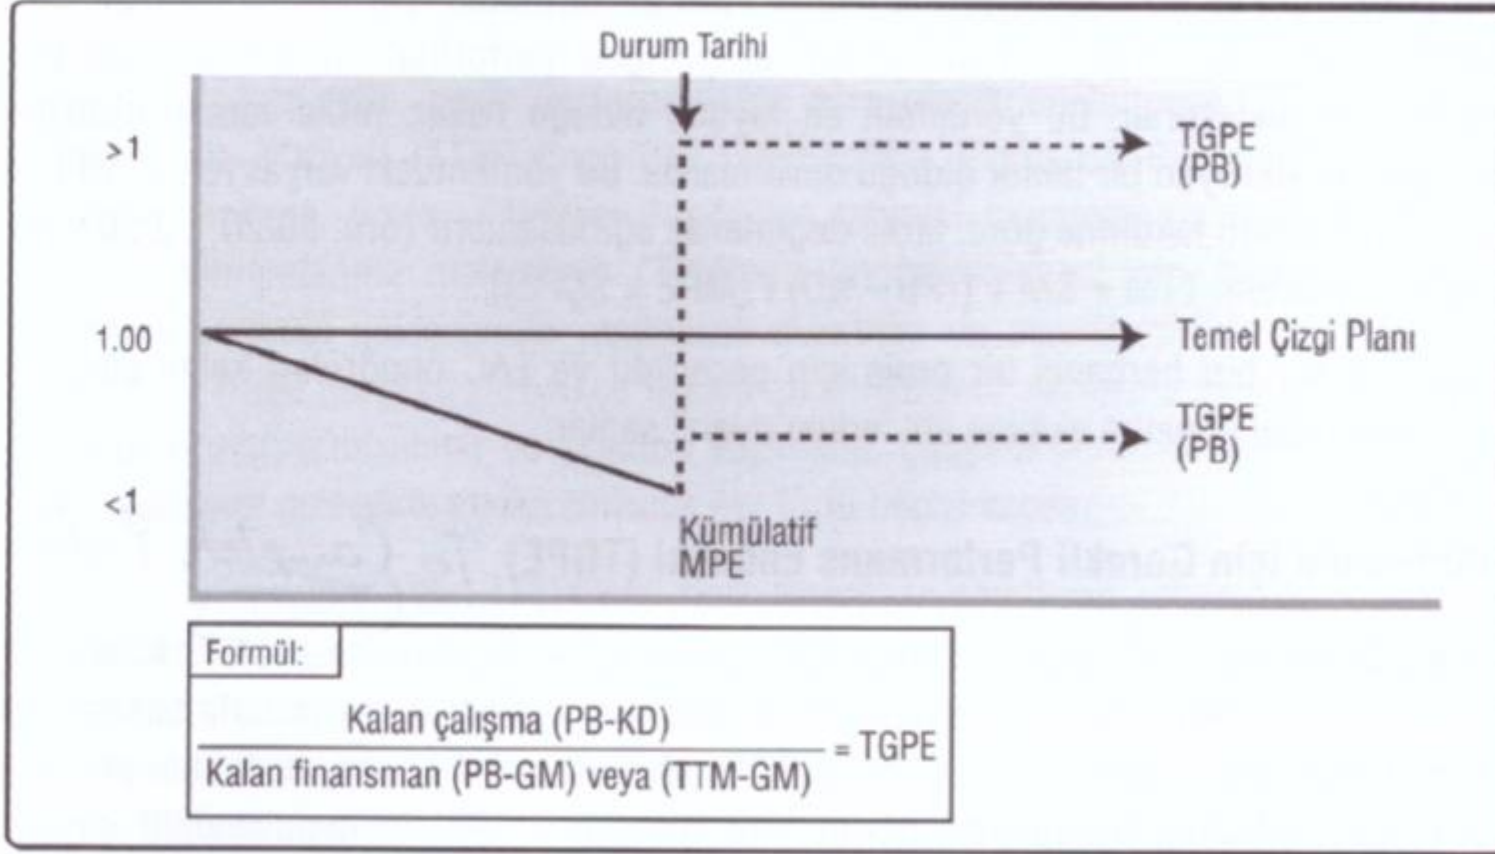 Durum Tarihi
>1
TGPE
(PB)
1.00
Temel Çizgi Planı
TGPE
(PB)
<1
Kümülatif
MPE
Formül:
Kalan çalışma (PB-KD)
Kalan finansman (PB-GM) veya (TTM-GM)
= TGPE